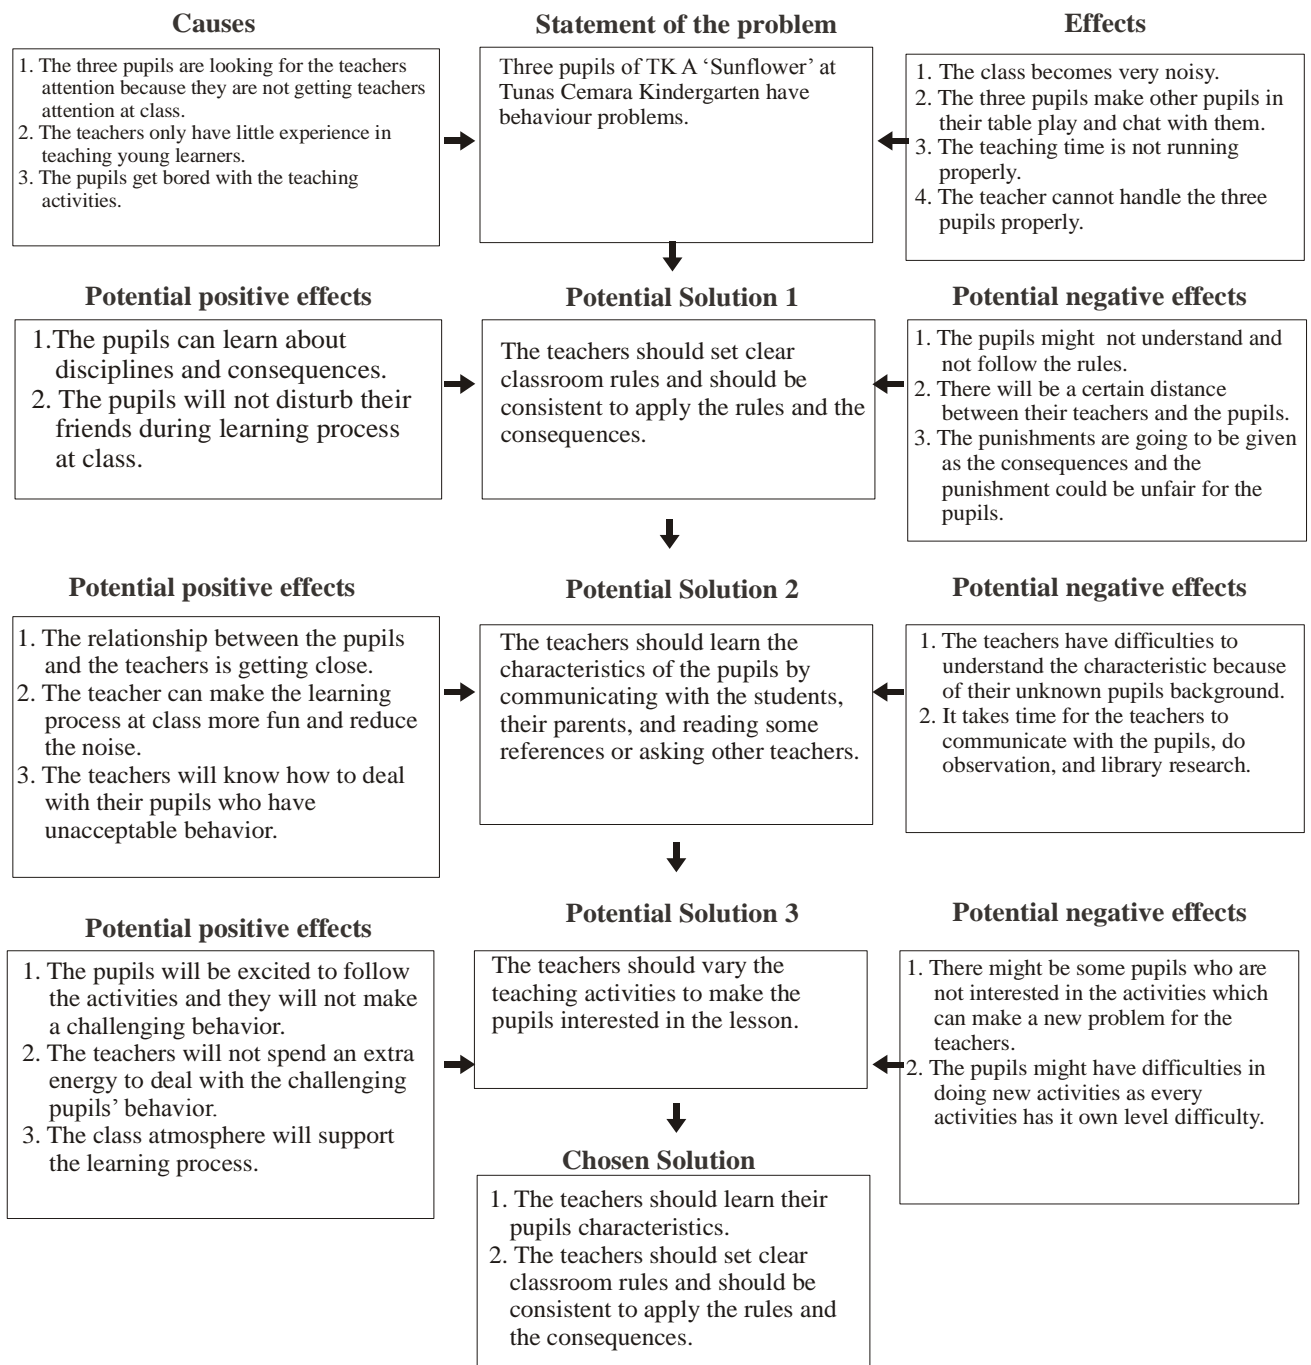 Causes
1. The three pupils are looking for the teachers
attention because they are not getting teachers
attention at class.
2. The teachers only have little experience in
teaching young learners.
3. The pupils get bored with the teaching
activities.
Statement of the problem
Three pupils of TK A ‘Sunflower’ at
Tunas Cemara Kindergarten have
behaviour problems.
Effects
1. The class becomes very noisy.
2. The three pupils make other pupils in
their table play and chat with them.
3. The teaching time is not running
properly.
4. The teacher cannot handle the three
pupils properly.
Potential positive effects
1.The pupils can learn about
disciplines and consequences.
2. The pupils will not disturb their
friends during learning process
at class.
Potential Solution 1
The teachers should set clear
classroom rules and should be
consistent to apply the rules and the
consequences.
Potential negative effects
1. The pupils might not understand and
not follow the rules.
2. There will be a certain distance
between their teachers and the pupils.
3. The punishments are going to be given
as the consequences and the
punishment could be unfair for the
pupils.
Potential positive effects
1. The relationship between the pupils
and the teachers is getting close.
2. The teacher can make the learning
process at class more fun and reduce
the noise.
3. The teachers will know how to deal
with their pupils who have
unacceptable behavior.
Potential Solution 2
The teachers should learn the
characteristics of the pupils by
communicating with the students,
their parents, and reading some
references or asking other teachers.
Potential negative effects
1. The teachers have difficulties to
understand the characteristic because
of their unknown pupils background.
2. It takes time for the teachers to
communicate with the pupils, do
observation, and library research.
Potential positive effects
1. The pupils will be excited to follow
the activities and they will not make
a challenging behavior.
2. The teachers will not spend an extra
energy to deal with the challenging
pupils’ behavior.
3. The class atmosphere will support
the learning process.
Potential Solution 3
The teachers should vary the
teaching activities to make the
pupils interested in the lesson.
Potential negative effects
1. There might be some pupils who are
not interested in the activities which
can make a new problem for the
teachers.
2. The pupils might have difficulties in
doing new activities as every
activities has it own level difficulty.
Chosen Solution
1. The teachers should learn their
pupils characteristics.
2. The teachers should set clear
classroom rules and should be
consistent to apply the rules and
the consequences.